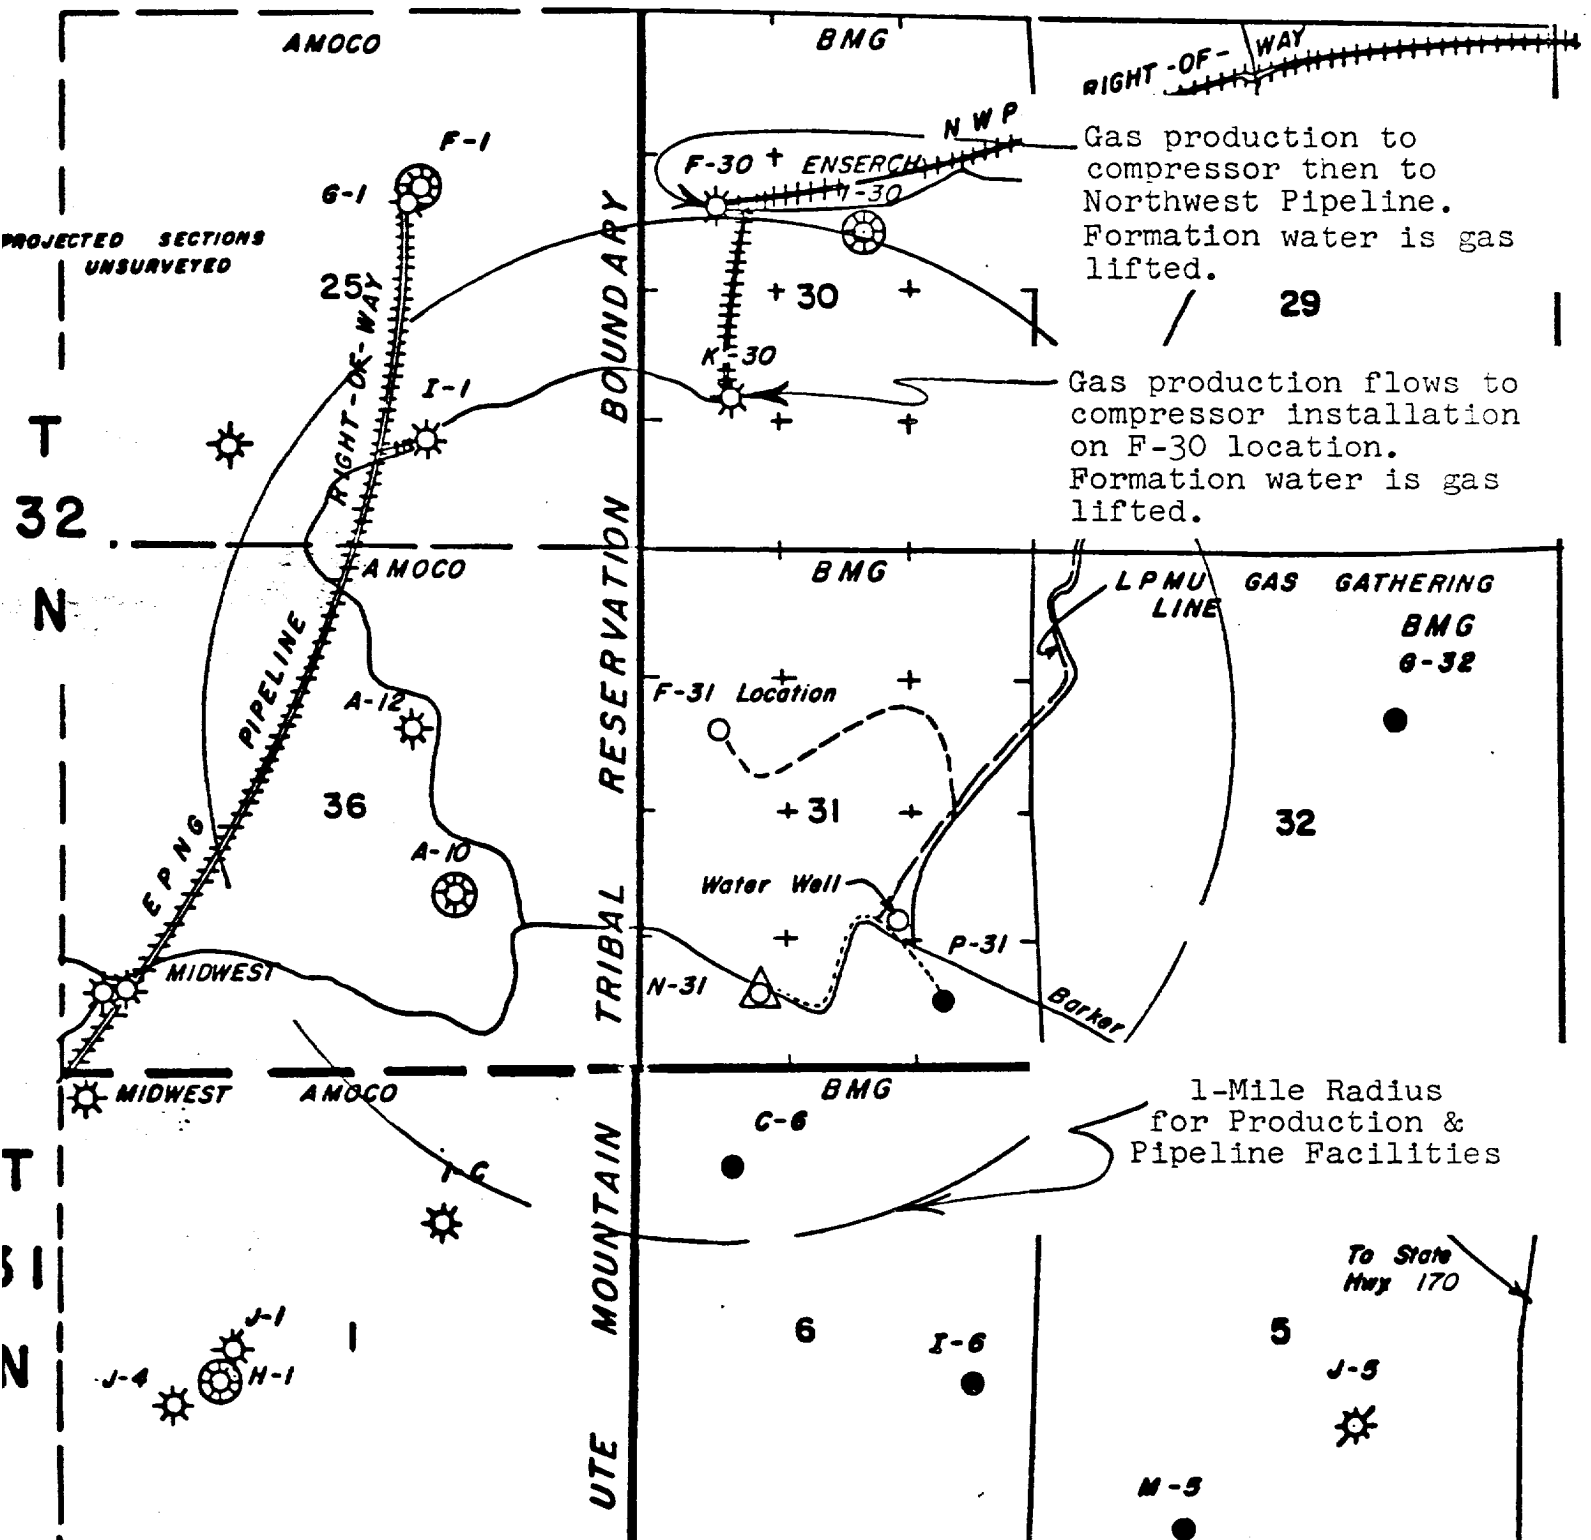 AMOCO
BMG
RIGHT-OF-WAY
F-1
G-1
NWP
F-30
ENSERCH
Gas production to
compressor then to
Northwest Pipeline.
Formation water is gas
lifted.
PROJECTED SECTIONS
UNSURVEYED
25
30
29
RIGHT-OF-WAY
I-1
K-30
Gas production flows to
compressor installation
on F-30 location.
Formation water is gas
lifted.
T
32
N
AMOCO
BMG
LPMU GAS GATHERING
LINE
BMG
G-32
F-31 Location
A-12
EPNG PIPELINE
36
31
32
A-10
Water Well
P-31
MIDWEST
N-31
Barker
UTE MOUNTAIN TRIBAL RESERVATION BOUNDARY
MIDWEST
AMOCO
BMG
1-Mile Radius
for Production &
Pipeline Facilities
C-6
T
31
N
To State
Hwy 170
J-1
1
6
5
I-6
J-4
H-1
J-5
M-5